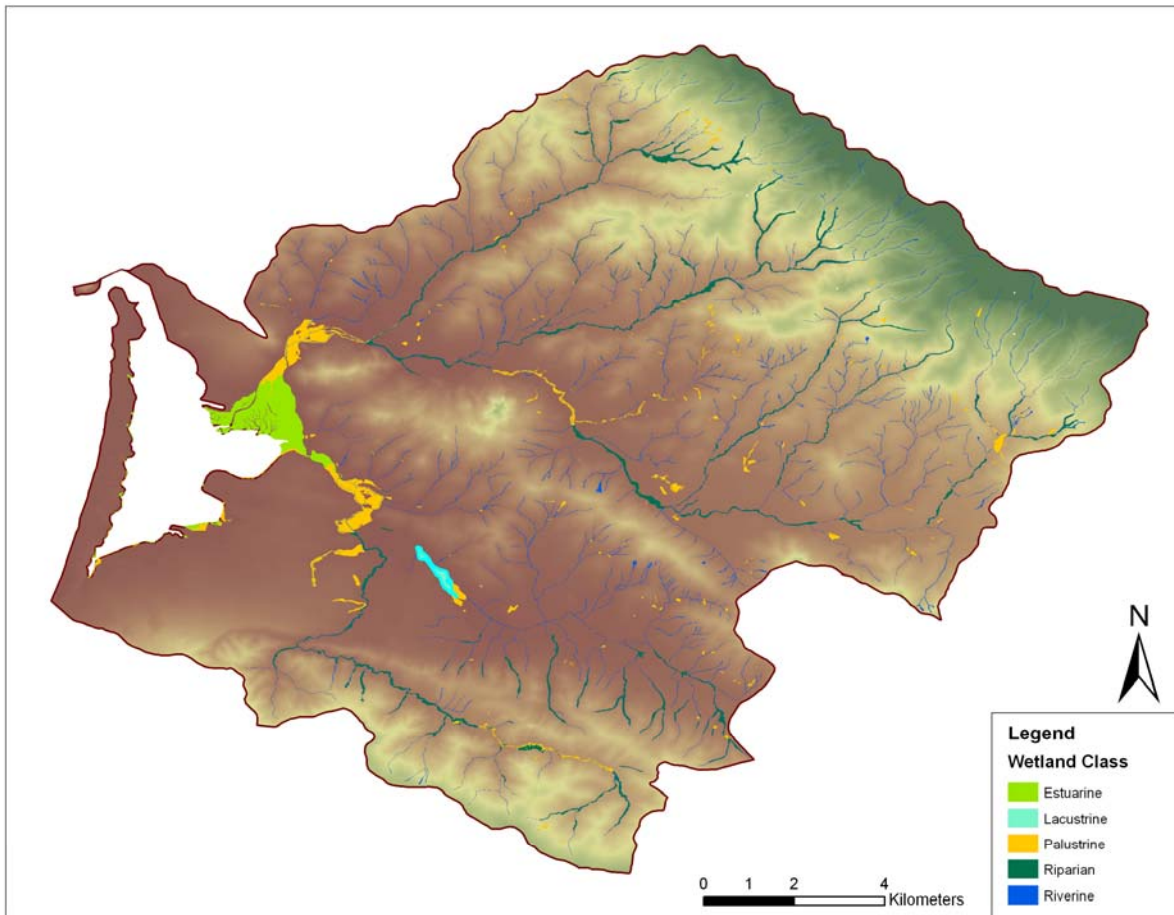 N
Legend
Wetland Class
Estuarine
Lacustrine
Palustrine
Riparian
Riverine
0 1 2 4
Kilometers